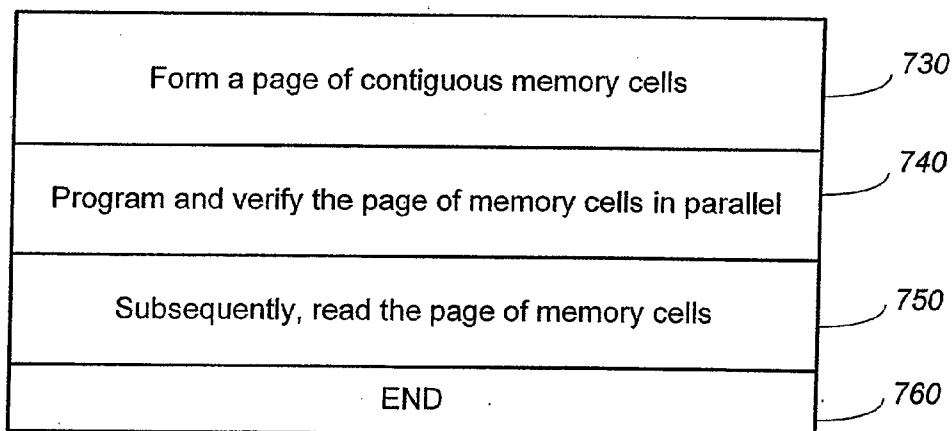 Form a page of contiguous memory cells
730
Program and verify the page of memory cells in parallel
740
Subsequently, read the page of memory cells
750
END
760